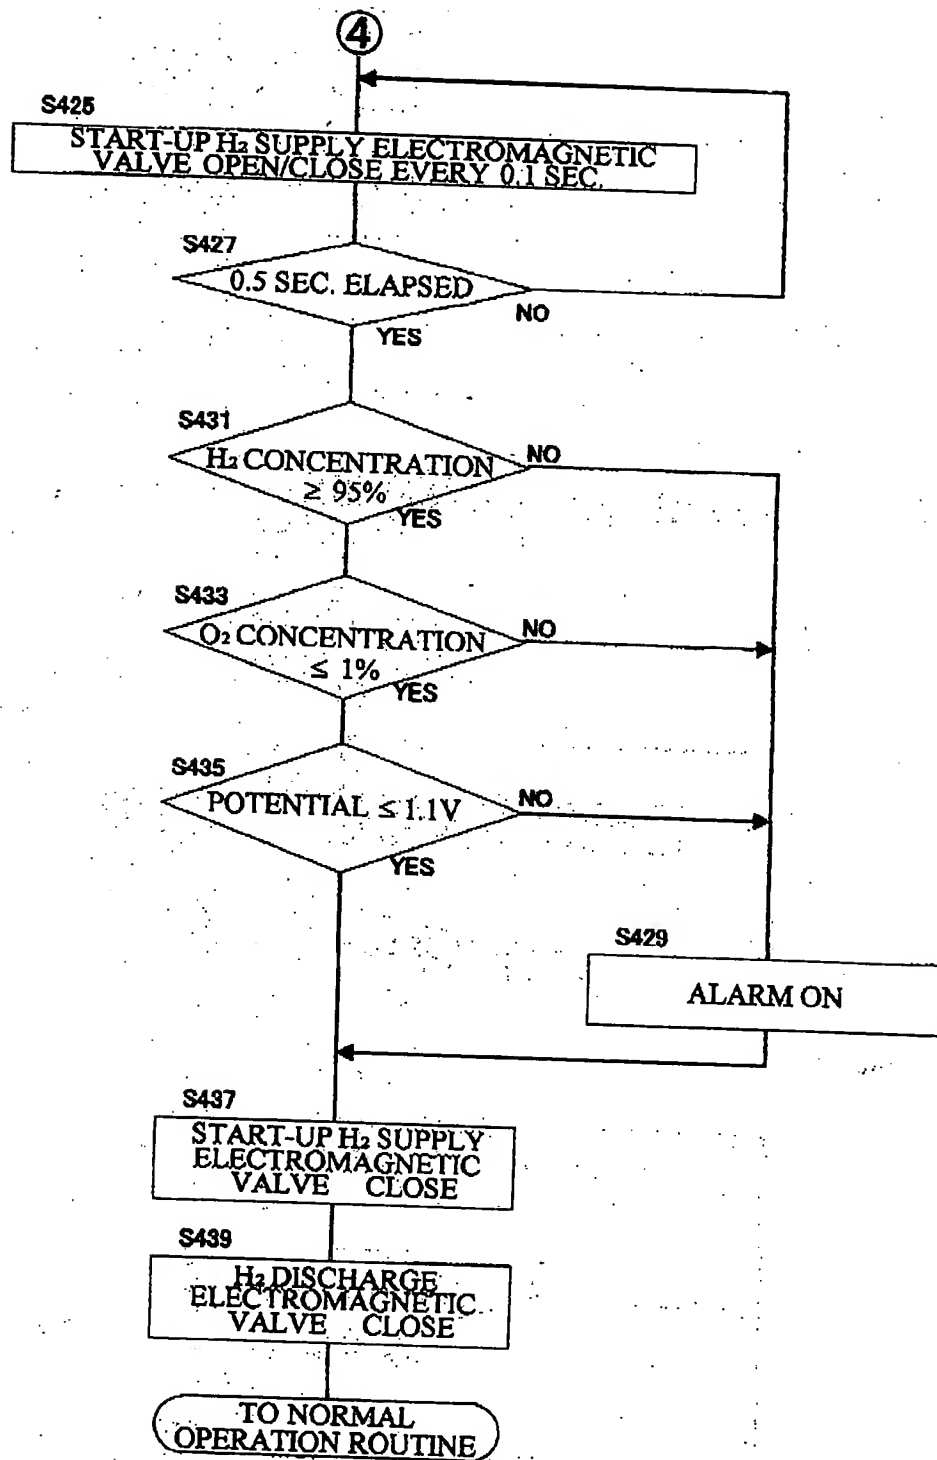 4
S425
START-UP H₂ SUPPLY ELECTROMAGNETIC
VALVE OPEN/CLOSE EVERY 0.1 SEC.
S427
0.5 SEC. ELAPSED
NO
YES
S431
H₂ CONCENTRATION
≥ 95%
NO
YES
S433
O₂ CONCENTRATION
≤ 1%
NO
YES
S435
POTENTIAL ≤ 1.1V
NO
YES
S429
ALARM ON
S437
START-UP H₂ SUPPLY
ELECTROMAGNETIC
VALVE CLOSE
S439
H₂ DISCHARGE
ELECTROMAGNETIC
VALVE CLOSE
TO NORMAL
OPERATION ROUTINE